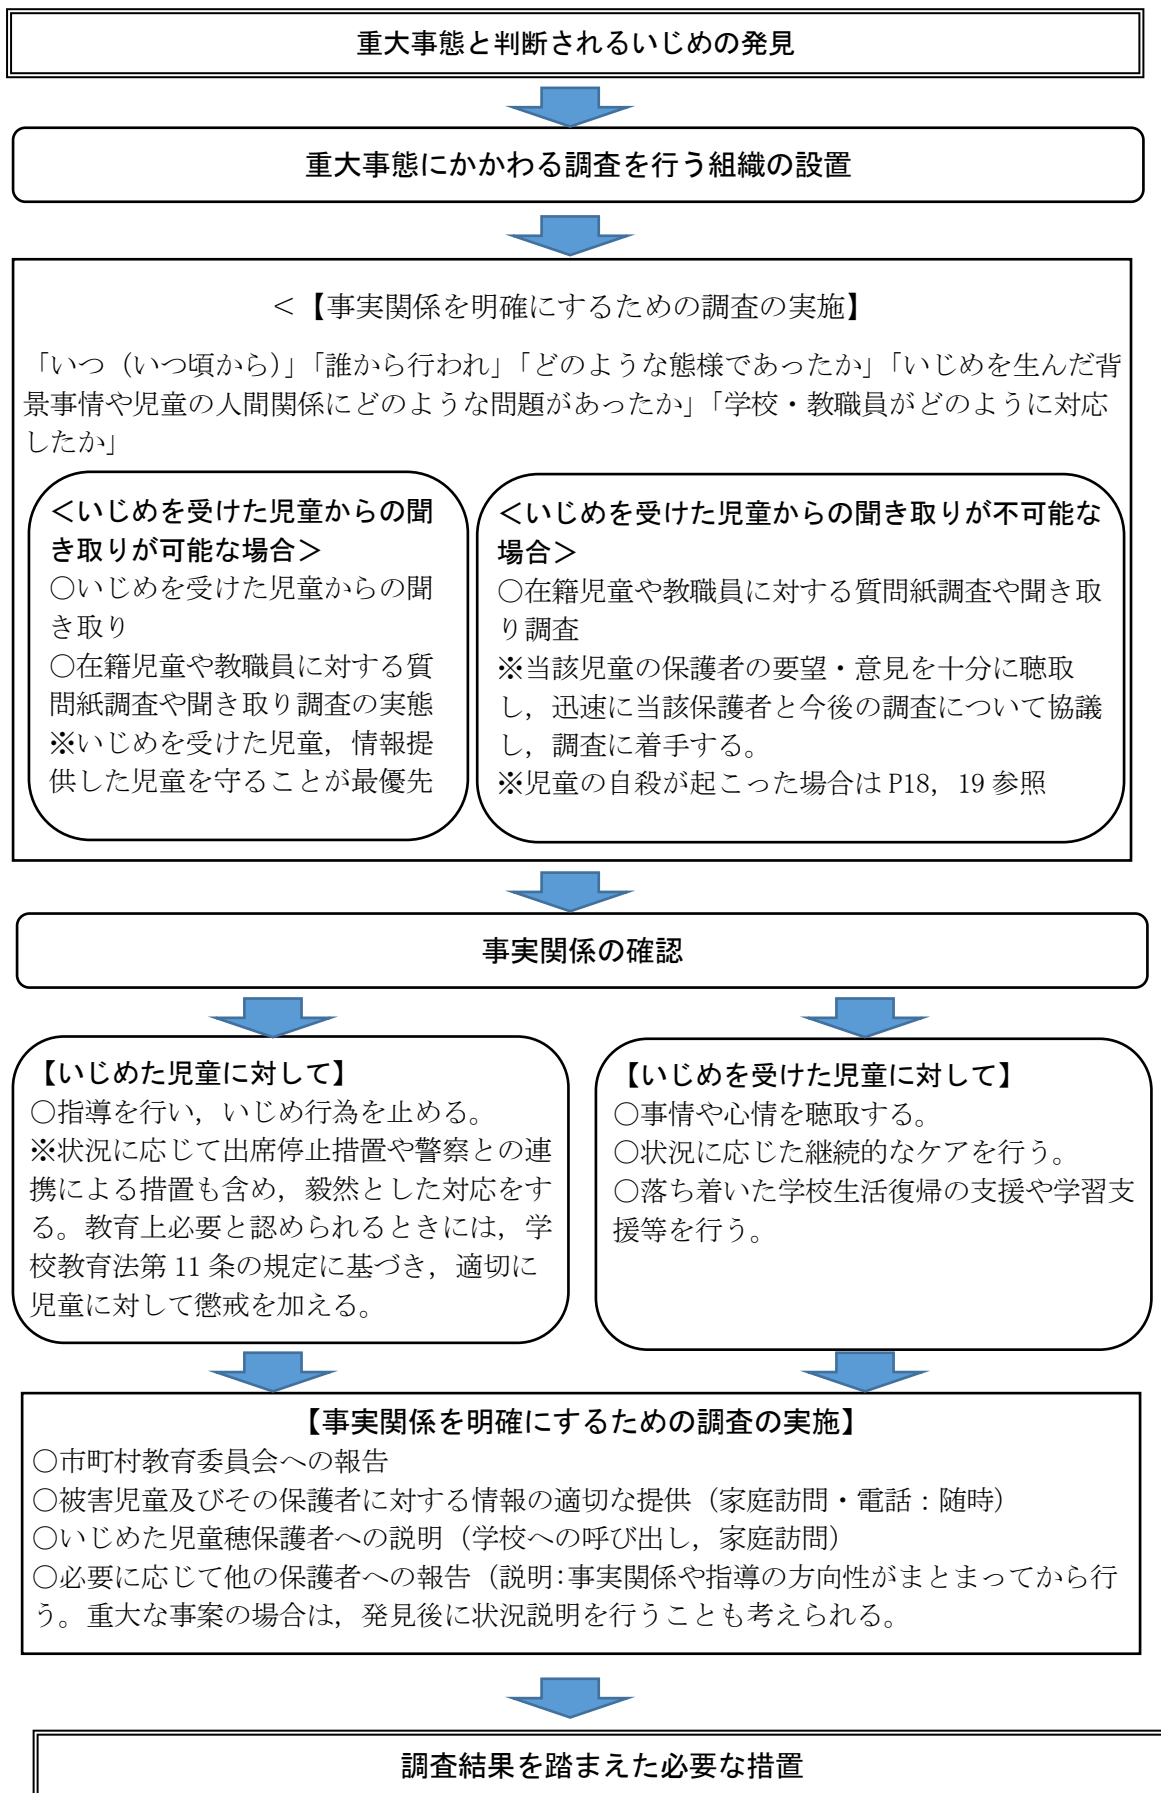 重大事態と判断されるいじめの発見
重大事態にかかわる調査を行う組織の設置
＜【事実関係を明確にするための調査の実施】
「いつ（いつ頃から）」「誰から行われ」「どのような態様であったか」「いじめを生んだ背
景事情や児童の人間関係にどのような問題があったか」「学校・教職員がどのように対応
したか」
＜いじめを受けた児童からの聞
き取りが可能な場合＞
○いじめを受けた児童からの聞
き取り
○在籍児童や教職員に対する質
問紙調査や聞き取り調査の実態
※いじめを受けた児童，情報提
供した児童を守ることが最優先
＜いじめを受けた児童からの聞き取りが不可能な
場合＞
○在籍児童や教職員に対する質問紙調査や聞き取
り調査
※当該児童の保護者の要望・意見を十分に聴取
し，迅速に当該保護者と今後の調査について協議
し，調査に着手する。
※児童の自殺が起こった場合は P18，19 参照
事実関係の確認
【いじめた児童に対して】
○指導を行い，いじめ行為を止める。
※状況に応じて出席停止措置や警察との連
携による措置も含め，毅然とした対応をす
る。教育上必要と認められるときには，学
校教育法第 11 条の規定に基づき，適切に
児童に対して懲戒を加える。
【いじめを受けた児童に対して】
○事情や心情を聴取する。
○状況に応じた継続的なケアを行う。
○落ち着いた学校生活復帰の支援や学習支
援等を行う。
【事実関係を明確にするための調査の実施】
○市町村教育委員会への報告
○被害児童及びその保護者に対する情報の適切な提供（家庭訪問・電話：随時）
○いじめた児童穂保護者への説明（学校への呼び出し，家庭訪問）
○必要に応じて他の保護者への報告（説明：事実関係や指導の方向性がまとまってから行
う。重大な事案の場合は，発見後に状況説明を行うことも考えられる。
調査結果を踏まえた必要な措置